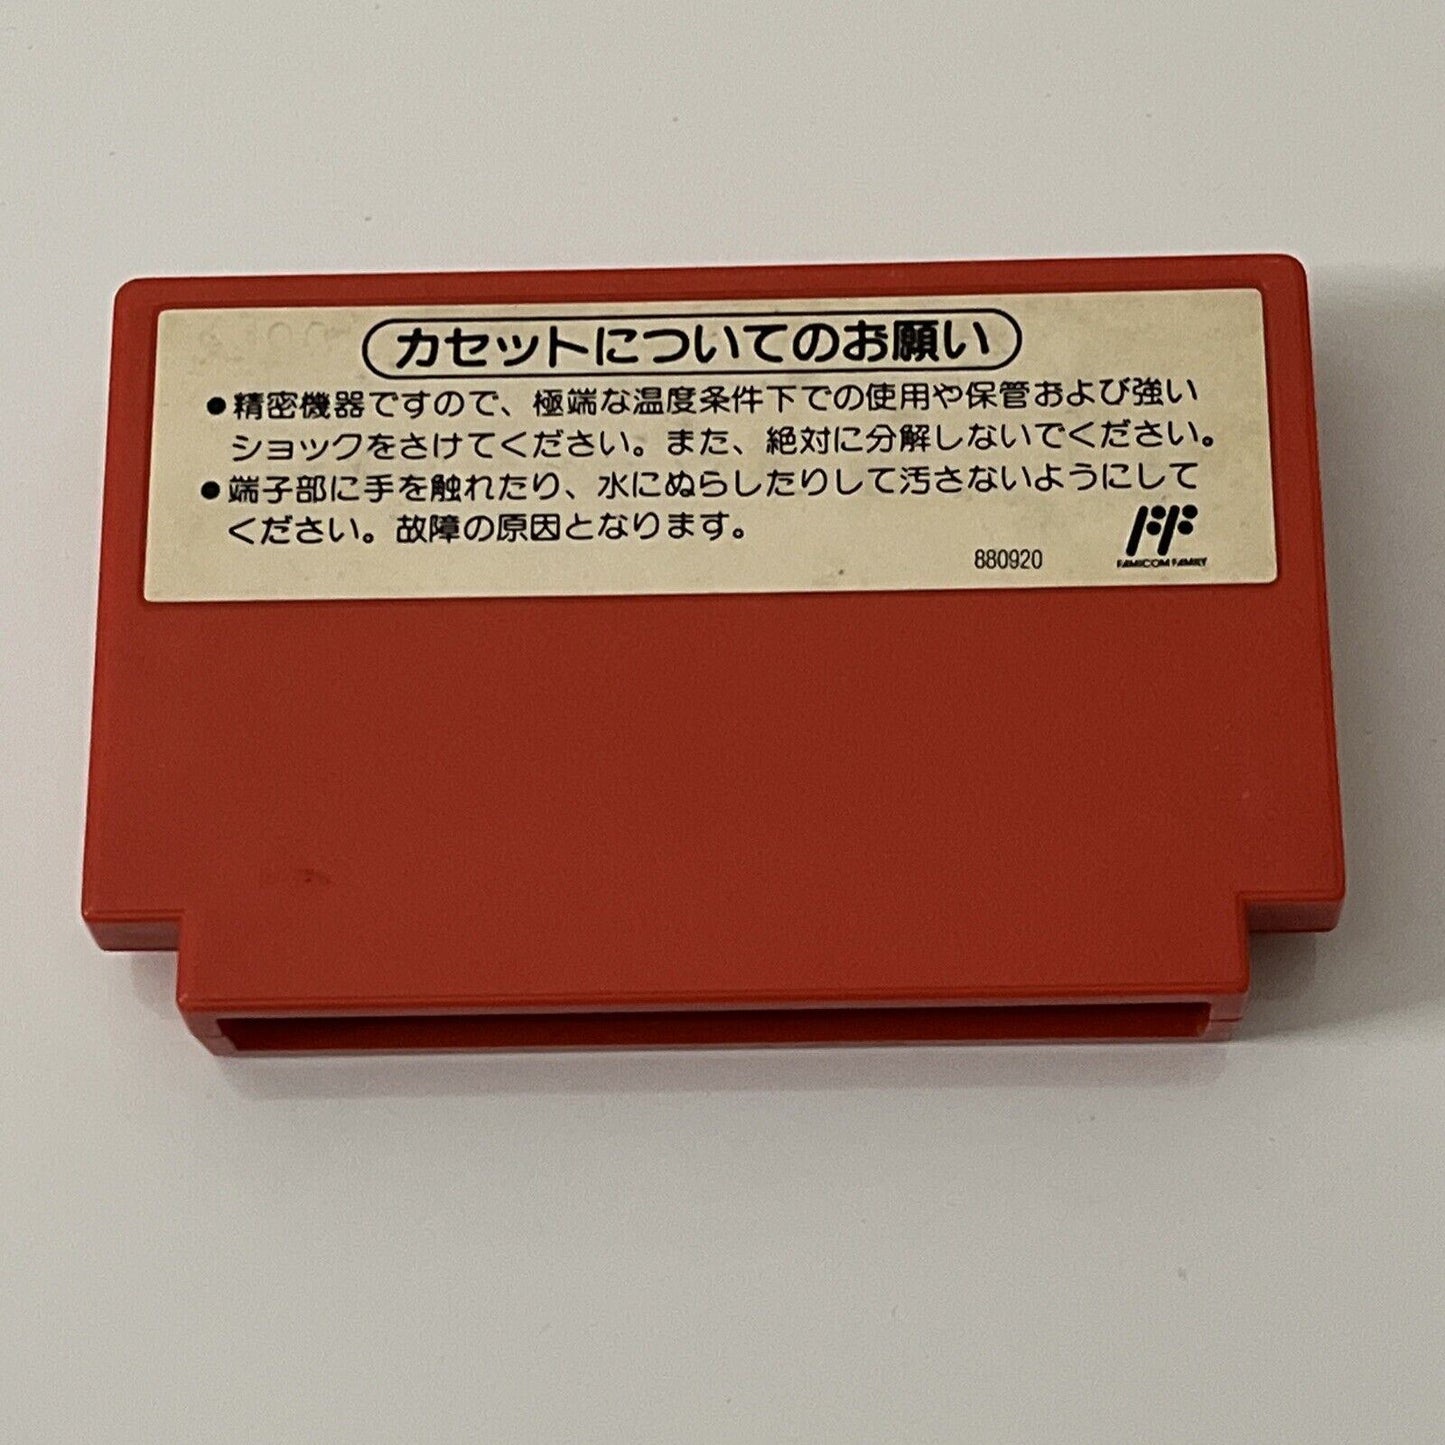 カセットについてのお願い
●精密機器ですので、極端な温度条件下での使用や保管および強い
ショックをさけてください。また、絶対に分解しないでください。
●端子部に手を触れたり、水にぬらしたりして汚さないようにして
ください。故障の原因となります。
880920
FF
FAMICOM FAMILY